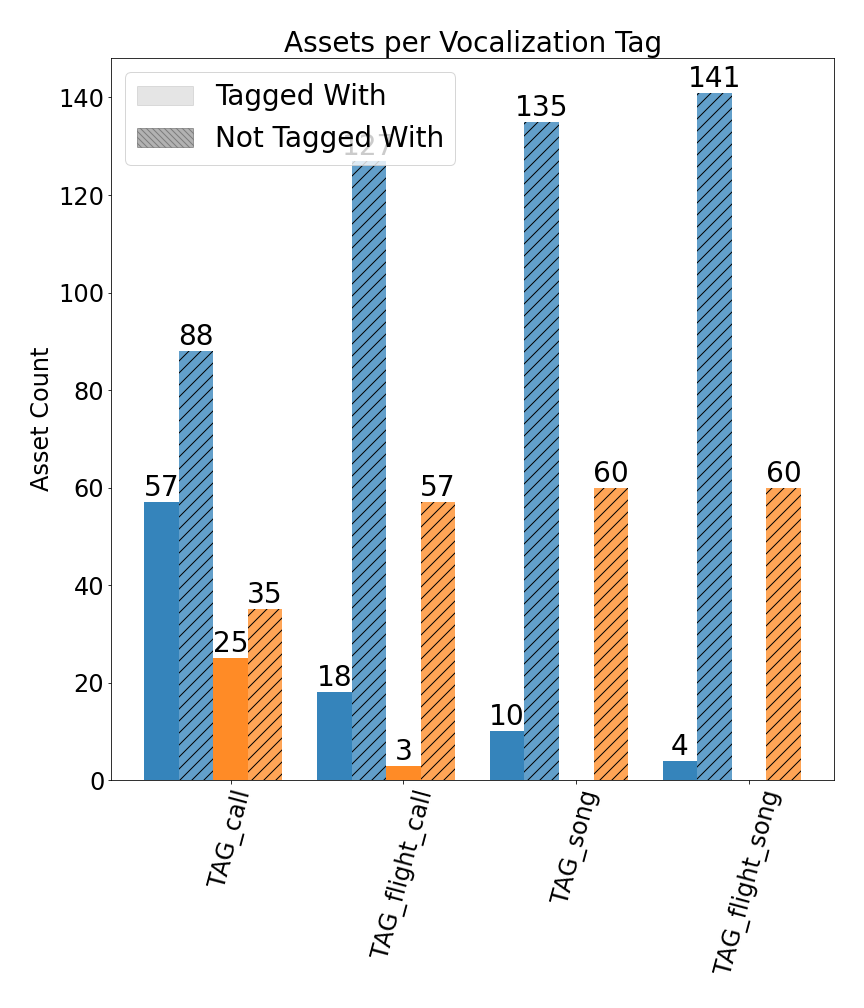 Assets per Vocalization Tag
Tagged With
Not Tagged With
Asset Count
140
120
100
80
60
40
20
0
57
88
25
35
18
127
3
57
10
135
60
4
141
60
TAG_call
TAG_flight_call
TAG_song
TAG_flight_song